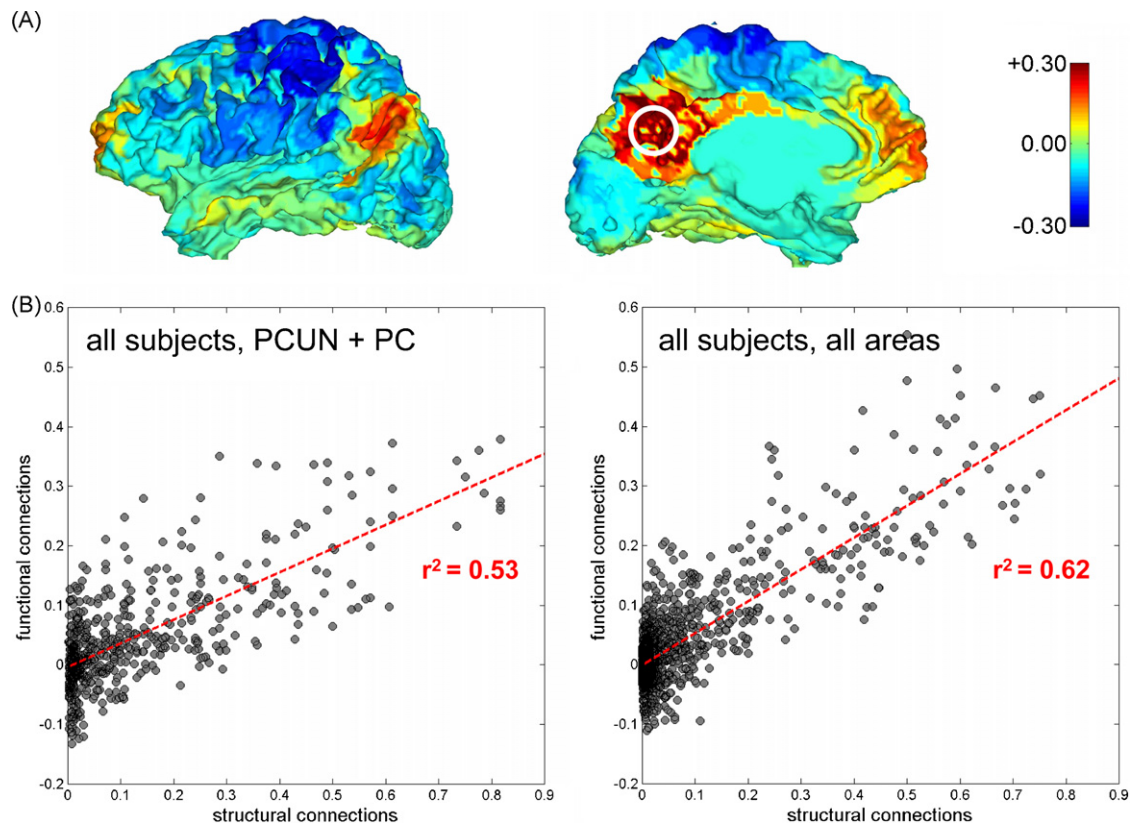 (A)
+0.30
0.00
-0.30
(B)
0.6
0.5
0.4
0.3
0.2
0.1
0
-0.1
-0.2
functional connections
all subjects, PCUN + PC
r² = 0.53
0 0.1 0.2 0.3 0.4 0.5 0.6 0.7 0.8 0.9
structural connections
0.6
0.5
0.4
0.3
0.2
0.1
0
-0.1
-0.2
functional connections
all subjects, all areas
r² = 0.62
0 0.1 0.2 0.3 0.4 0.5 0.6 0.7 0.8 0.9
structural connections